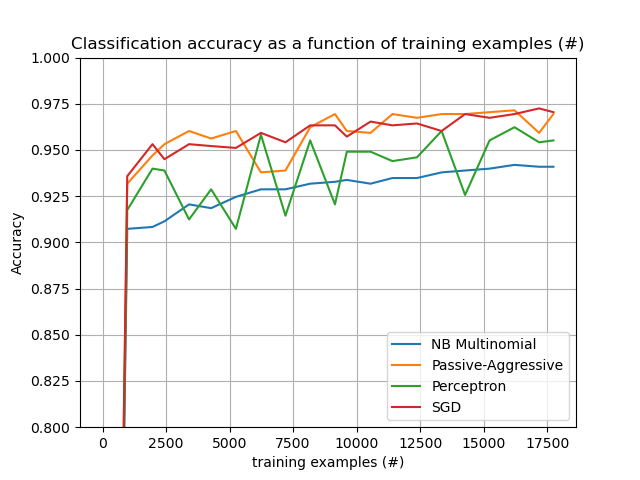 Classification accuracy as a function of training examples (#)
1.000
0.975
0.950
0.925
0.900
0.875
0.850
0.825
0.800
Accuracy
NB Multinomial
Passive-Aggressive
Perceptron
SGD
0 2500 5000 7500 10000 12500 15000 17500
training examples (#)